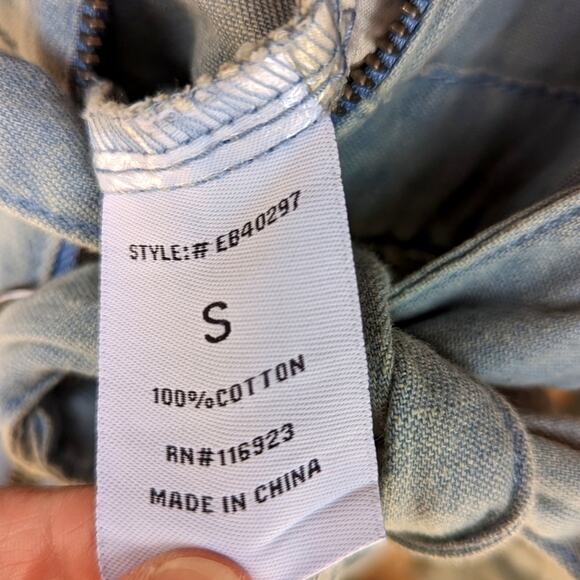 STYLE:# EB40297
S
100%COTTON
RN#116923
MADE IN CHINA